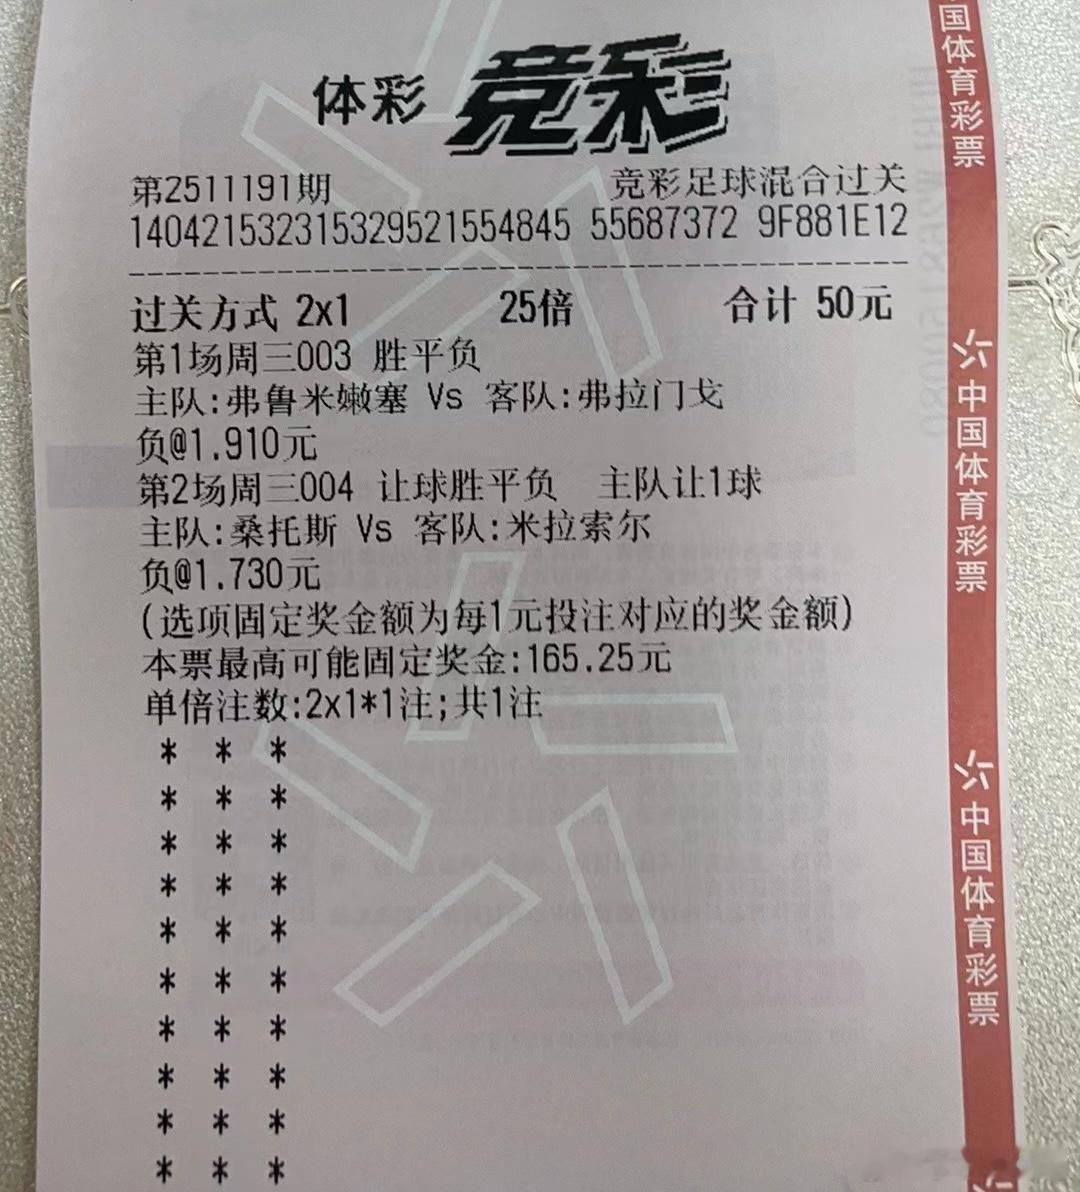 体彩 竞彩
第2511191期 竞彩足球混合过关
140421532315329521554845 55687372 9F881E12
过关方式 2x1 25倍 合计 50元
第1场周三003 胜平负
主队:弗鲁米嫩塞 Vs 客队:弗拉门戈
负@1.910元
第2场周三004 让球胜平负 主队让1球
主队:桑托斯 Vs 客队:米拉索尔
负@1.730元
(选项固定奖金额为每1元投注对应的奖金额)
本票最高可能固定奖金:165.25元
单倍注数:2x1*1注;共1注
* * *
* * *
* * *
* * *
* * *
* * *
* * *
* * *
* * *
* * *
国体育彩票
中国体育彩票
中国体育彩票